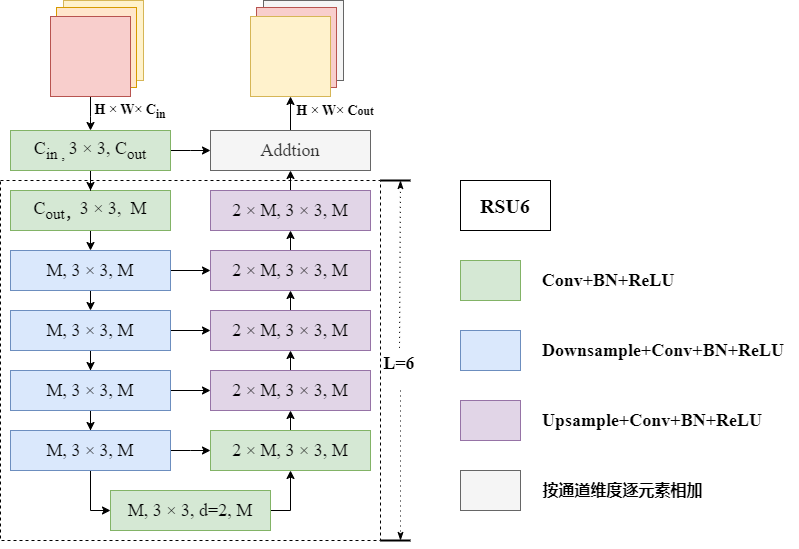 H × W× Cin
H × W× Cout
Cin , 3 × 3, Cout
Addtion
Cout, 3 × 3, M
2 × M, 3 × 3, M
M, 3 × 3, M
2 × M, 3 × 3, M
M, 3 × 3, M
2 × M, 3 × 3, M
M, 3 × 3, M
2 × M, 3 × 3, M
M, 3 × 3, M
2 × M, 3 × 3, M
M, 3 × 3, d=2, M
L=6
RSU6
Conv+BN+ReLU
Downsample+Conv+BN+ReLU
Upsample+Conv+BN+ReLU
按通道维度逐元素相加